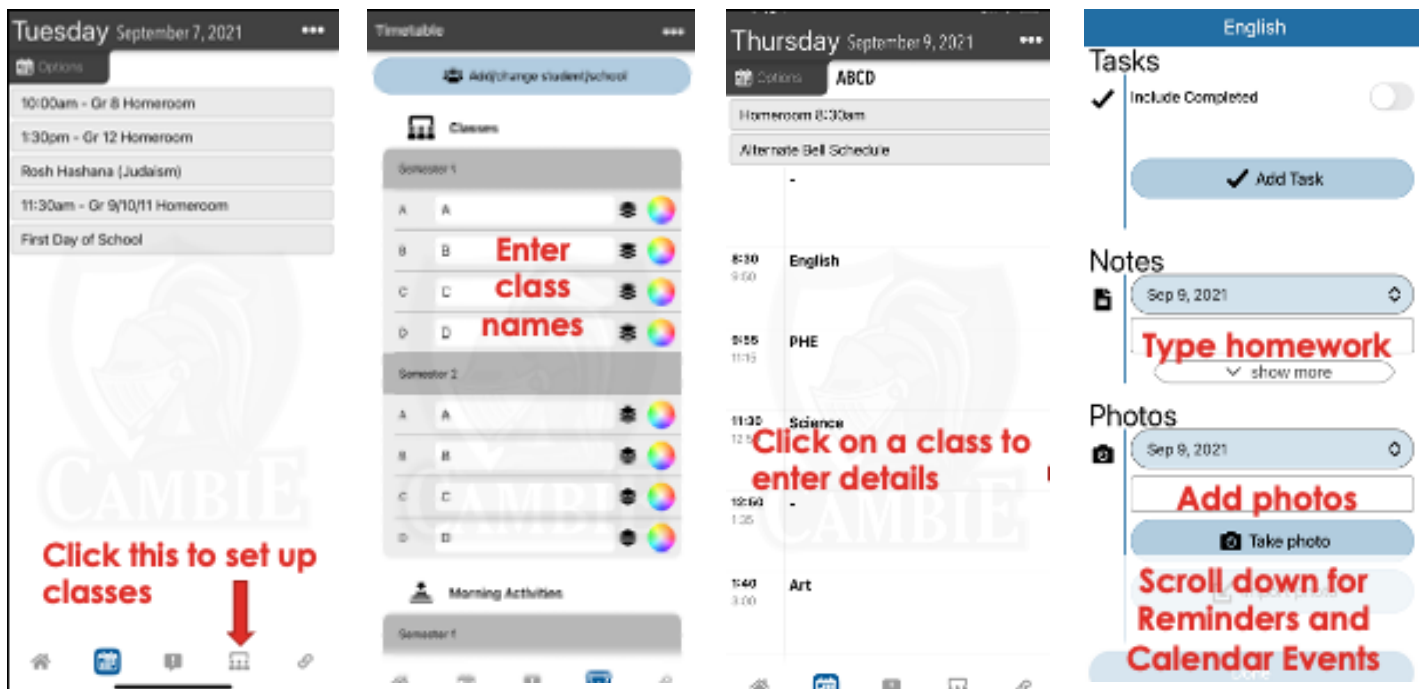 Tuesday September 7, 2021
Options
10:00am - Gr 8 Homeroom
1:30pm - Gr 12 Homeroom
Rosh Hashana (Judaism)
11:30am - Gr 9/10/11 Homeroom
First Day of School
CAMBIE
Click this to set up
classes
Timetable
Add/change student/school
Classes
Semester 1
A A
B B
C C
D D
Enter
class
names
Semester 2
A A
B B
C C
D D
CAMBIE
Morning Activities
Semester 1
Thursday September 9, 2021
Options ABCD
Homeroom 8:30am
Alternate Bell Schedule
-
8:30 English
9:50
9:55 PHE
11:15
11:30 Science
Click on a class to
enter details
12:50 -
1:35
CAMBIE
1:40 Art
3:00
English
Tasks
Include Completed
Add Task
Notes
Sep 9, 2021
Type homework
show more
Photos
Sep 9, 2021
Add photos
Take photo
Scroll down for
Reminders and
Calendar Events